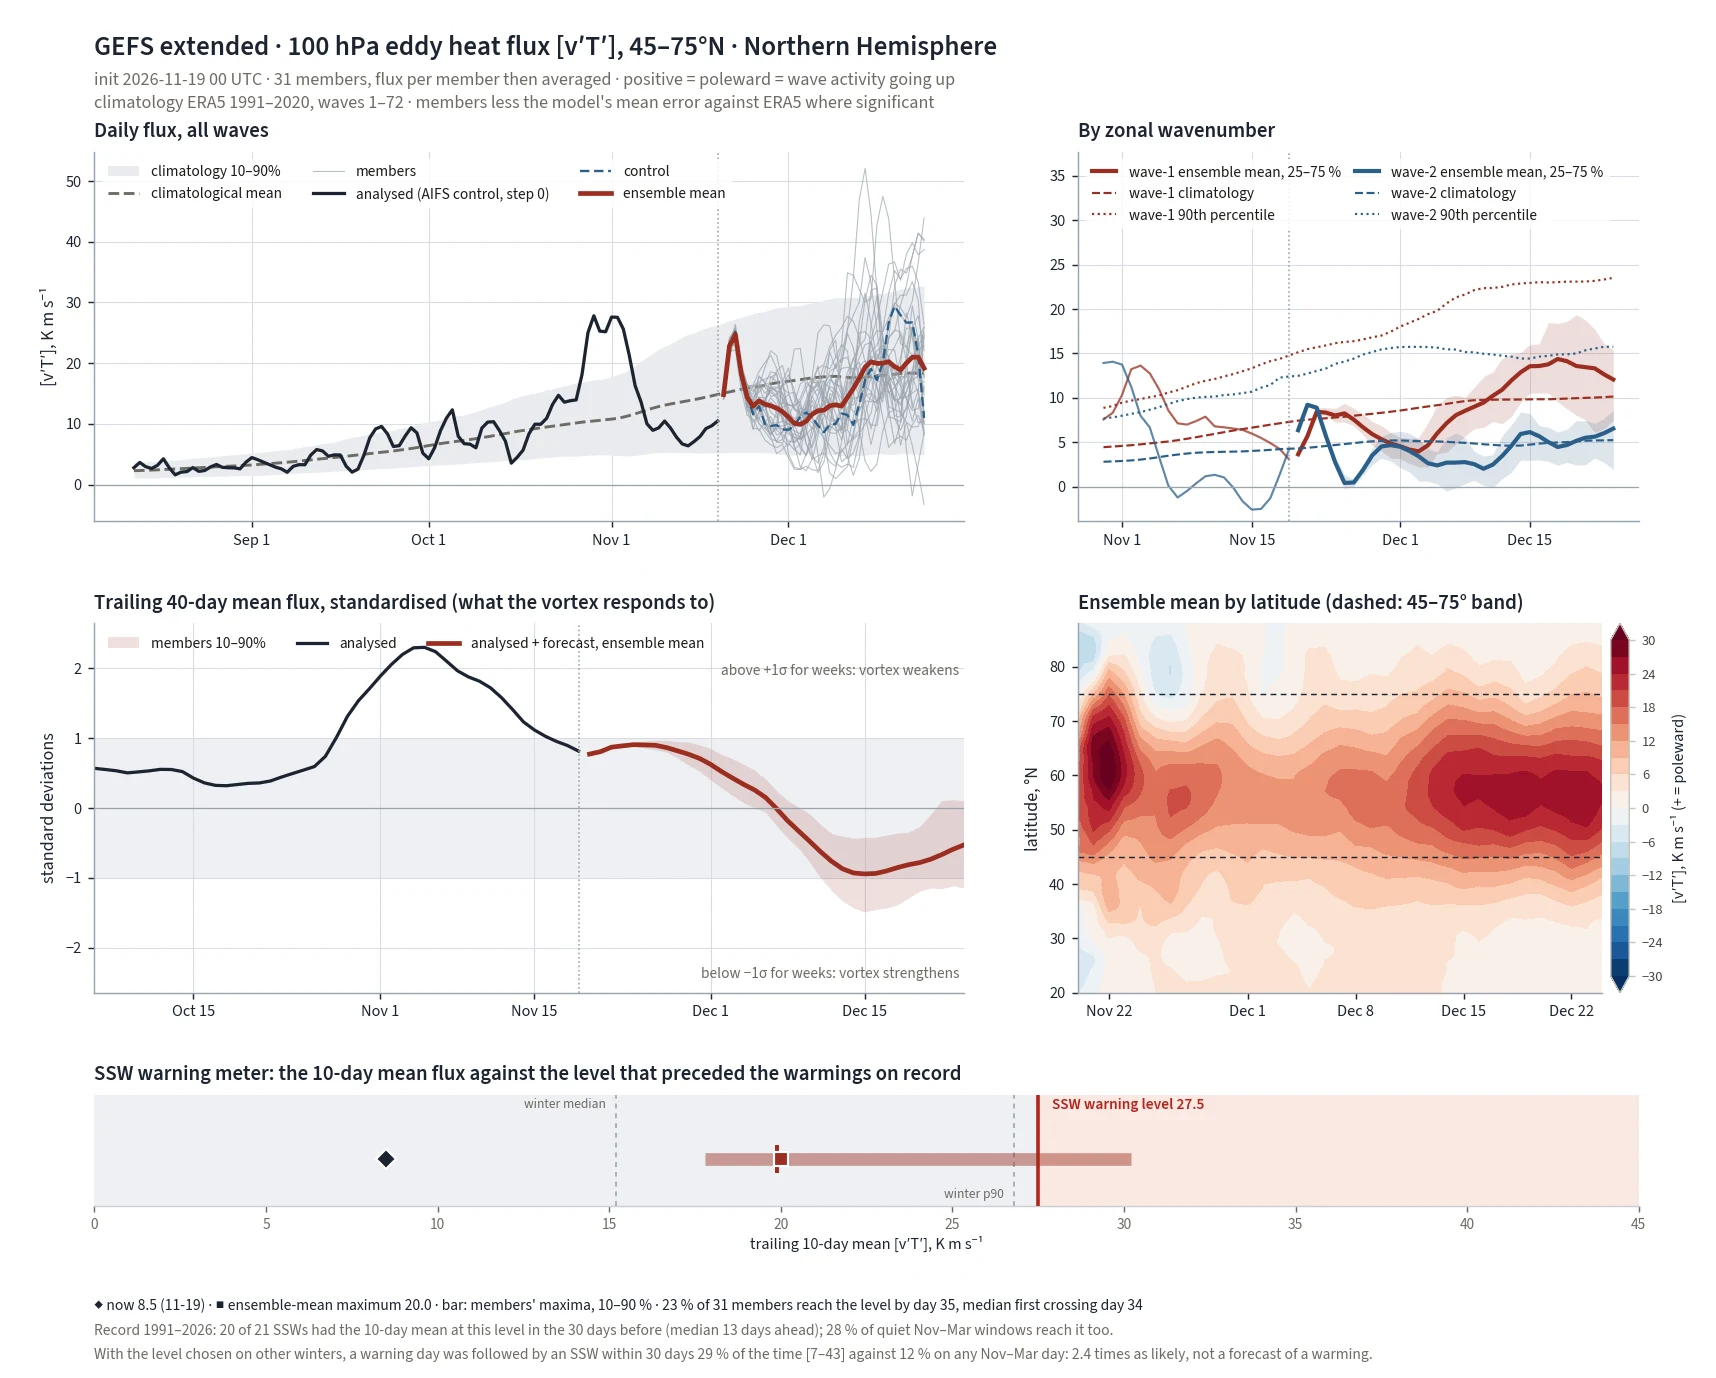 GEFS extended · 100 hPa eddy heat flux [v′T′], 45–75°N · Northern Hemisphere
init 2026-11-19 00 UTC · 31 members, flux per member then averaged · positive = poleward = wave activity going up
climatology ERA5 1991–2020, waves 1–72 · members less the model's mean error against ERA5 where significant
Daily flux, all waves
climatology 10–90%
members
control
climatological mean
analysed (AIFS control, step 0)
ensemble mean
[v′T′], K m s⁻¹
50
40
30
20
10
0
Sep 1
Oct 1
Nov 1
Dec 1
By zonal wavenumber
wave-1 ensemble mean, 25–75 %
wave-2 ensemble mean, 25–75 %
wave-1 climatology
wave-2 climatology
wave-1 90th percentile
wave-2 90th percentile
35
30
25
20
15
10
5
0
Nov 1
Nov 15
Dec 1
Dec 15
Trailing 40-day mean flux, standardised (what the vortex responds to)
members 10–90%
analysed
analysed + forecast, ensemble mean
above +1σ for weeks: vortex weakens
below −1σ for weeks: vortex strengthens
standard deviations
2
1
0
−1
−2
Oct 15
Nov 1
Nov 15
Dec 1
Dec 15
Ensemble mean by latitude (dashed: 45–75° band)
latitude, °N
80
70
60
50
40
30
20
Nov 22
Dec 1
Dec 8
Dec 15
Dec 22
30
24
18
12
6
0
−6
−12
−18
−24
−30
[v′T′], K m s⁻¹ (+ = poleward)
SSW warning meter: the 10-day mean flux against the level that preceded the warmings on record
winter median
SSW warning level 27.5
winter p90
0
5
10
15
20
25
30
35
40
45
trailing 10-day mean [v′T′], K m s⁻¹
◆ now 8.5 (11-19) · ■ ensemble-mean maximum 20.0 · bar: members' maxima, 10–90 % · 23 % of 31 members reach the level by day 35, median first crossing day 34
Record 1991–2026: 20 of 21 SSWs had the 10-day mean at this level in the 30 days before (median 13 days ahead); 28 % of quiet Nov–Mar windows reach it too.
With the level chosen on other winters, a warning day was followed by an SSW within 30 days 29 % of the time [7–43] against 12 % on any Nov–Mar day: 2.4 times as likely, not a forecast of a warming.